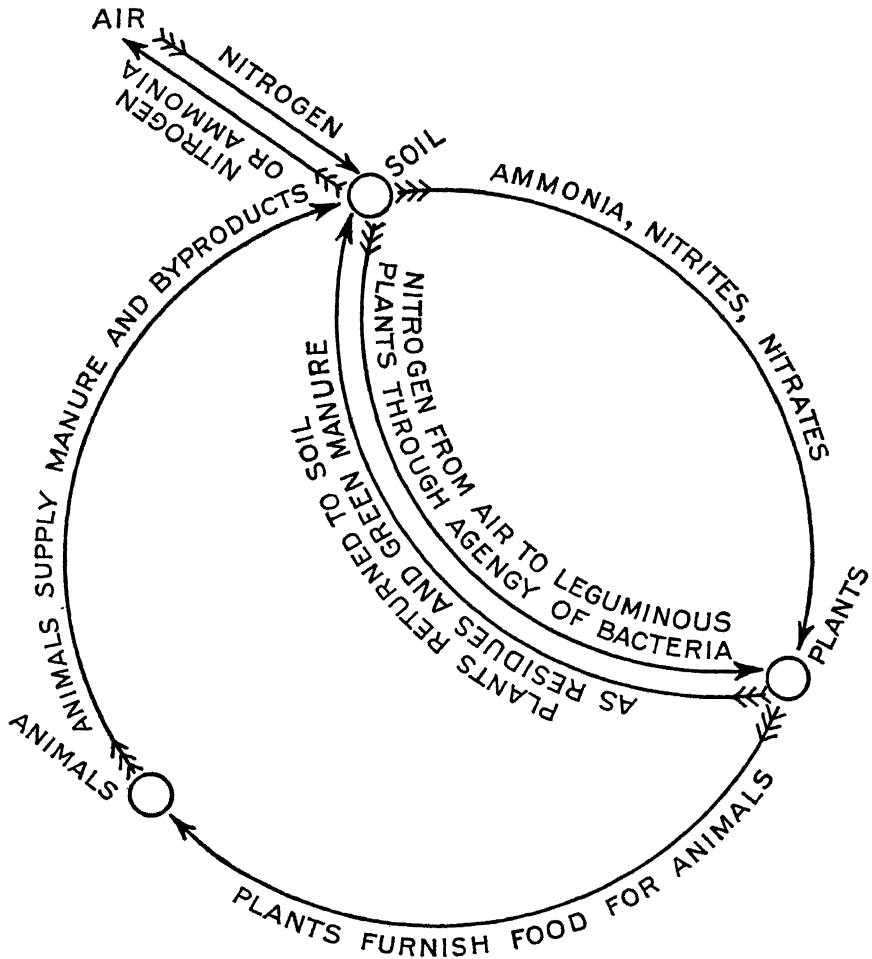 AIR
NITROGEN
NITROGEN
OR AMMONIA
SOIL
AMMONIA, NITRITES, NITRATES
NITROGEN FROM AIR TO LEGUMINOUS
PLANTS THROUGH AGENGY OF BACTERIA
PLANTS RETURNED TO SOIL
AS RESIDUES AND GREEN MANURE
PLANTS
PLANTS FURNISH FOOD FOR ANIMALS
ANIMALS
ANIMALS SUPPLY MANURE AND BYPRODUCTS